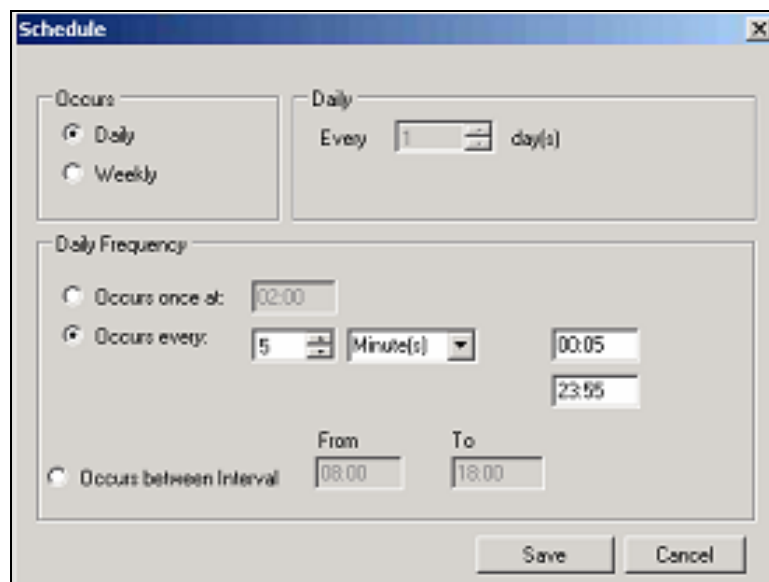 Schedule
Occurs
Daily
Weekly
Daily
Every 1 day(s)
Daily Frequency
Occurs once at: 02:00
Occurs every: 5 Minute(s) 00:05
23:55
From To
Occurs between Interval 08:00 18:00
Save Cancel